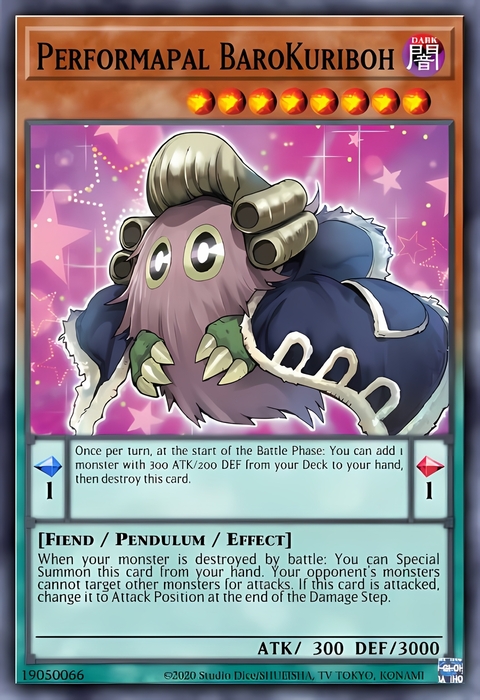 PERFORMAPAL BAROKURIBOH
DARK
闇
Once per turn, at the start of the Battle Phase: You can add 1
monster with 300 ATK/200 DEF from your Deck to your hand,
then destroy this card.
1
1
[FIEND / PENDULUM / EFFECT]
When your monster is destroyed by battle: You can Special
Summon this card from your hand. Your opponent's monsters
cannot target other monsters for attacks. If this card is attacked,
change it to Attack Position at the end of the Damage Step.
ATK/ 300 DEF/3000
19050066
©2020 Studio Dice/SHUEISHA, TV TOKYO, KONAMI